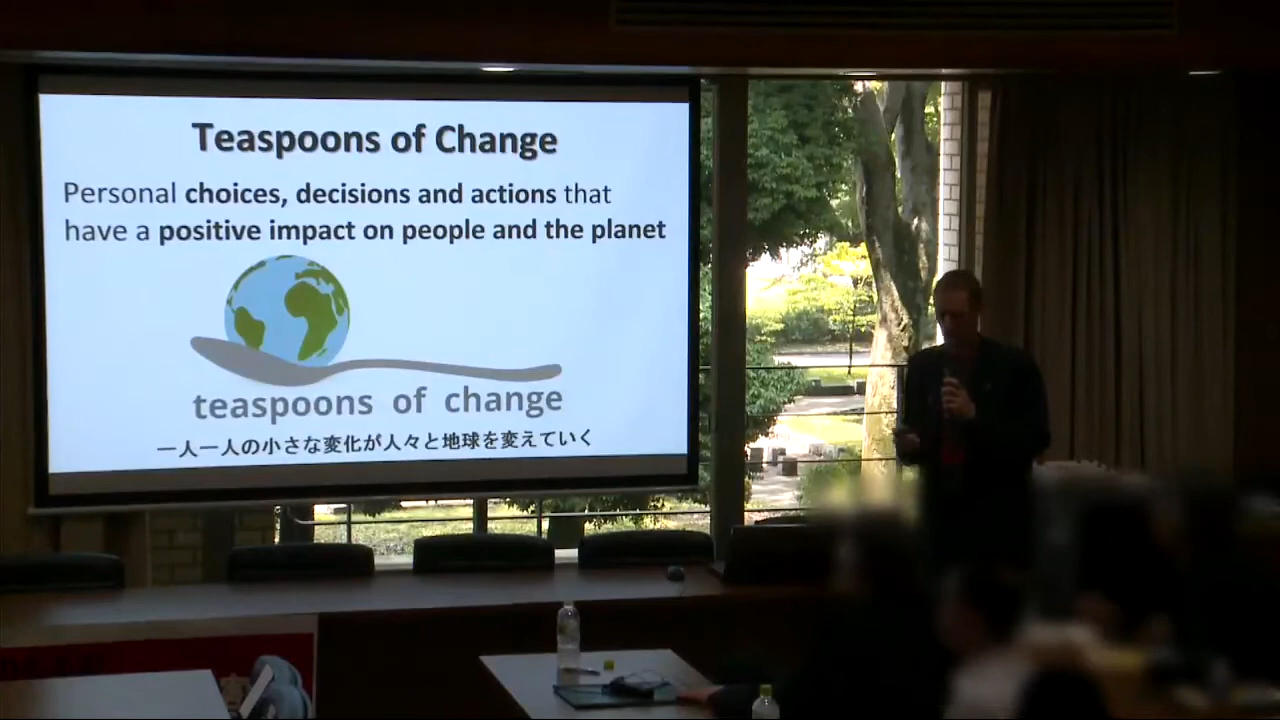 Teaspoons of Change
Personal choices, decisions and actions that
have a positive impact on people and the planet
teaspoons of change
一人一人の小さな変化が人々と地球を変えていく